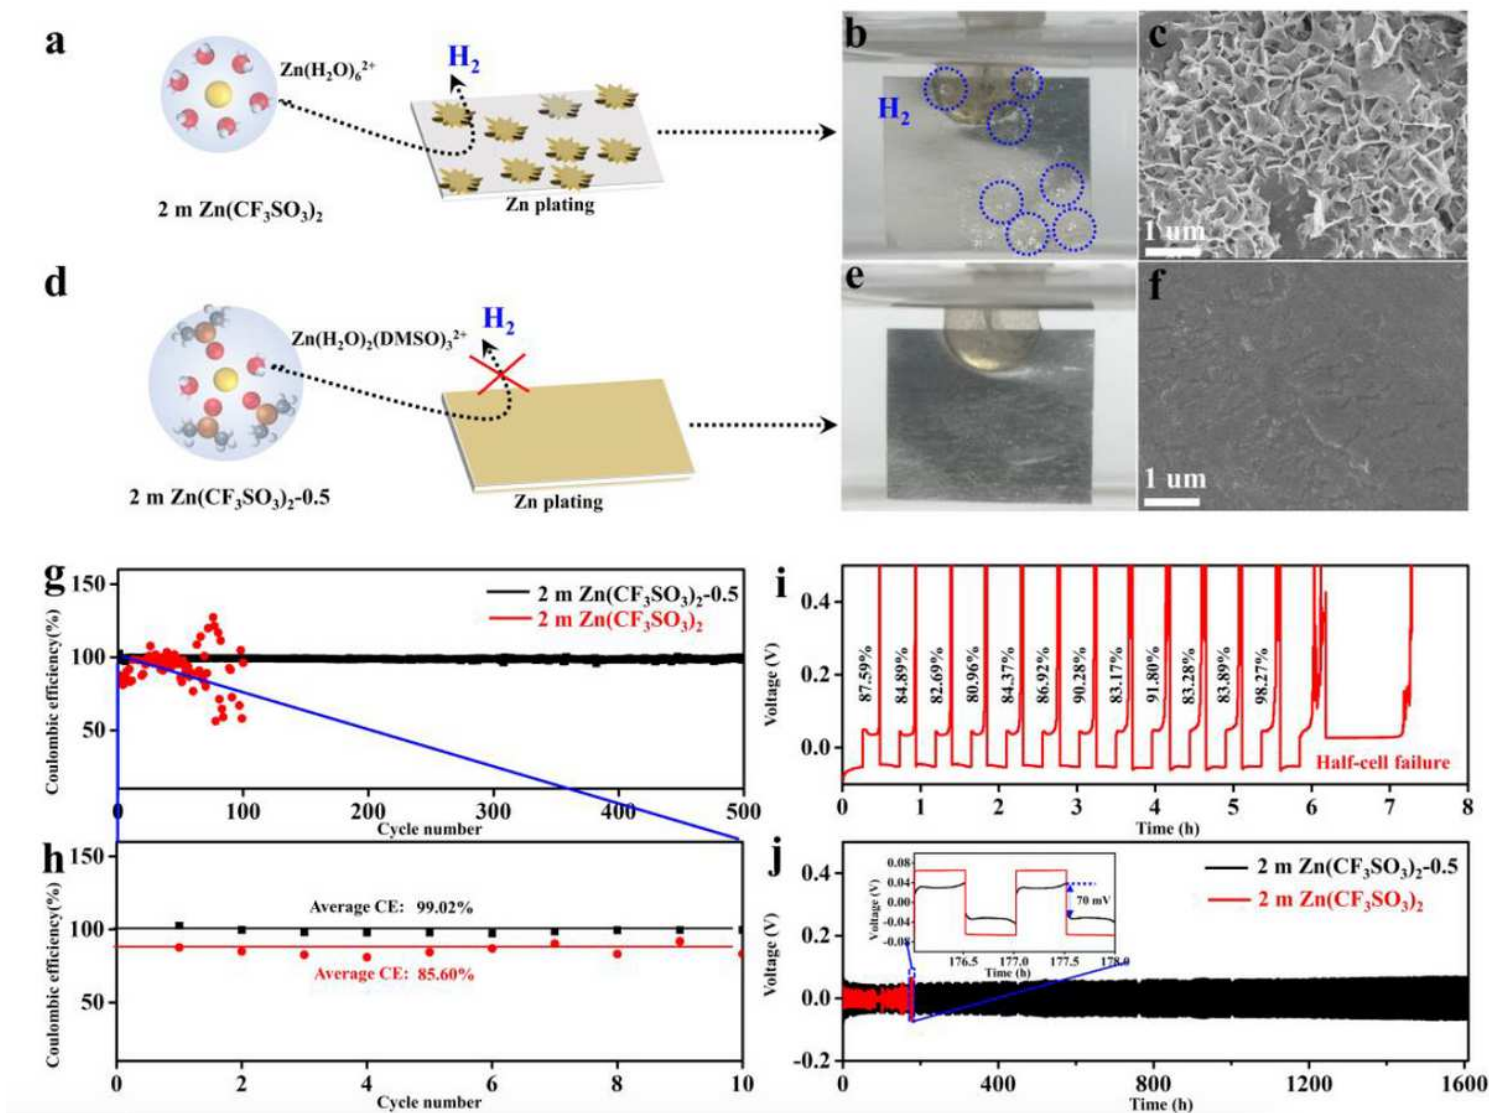 a
Zn(H₂O)₆²⁺
H₂
2 m Zn(CF₃SO₃)₂
Zn plating
b
H₂
c
1 um
d
Zn(H₂O)₂(DMSO)₃²⁺
H₂
2 m Zn(CF₃SO₃)₂-0.5
Zn plating
e
f
1 um
g
150
100
50
Coulombic efficiency(%)
2 m Zn(CF₃SO₃)₂-0.5
2 m Zn(CF₃SO₃)₂
0 100 200 300 400 500
Cycle number
h
150
100
50
Coulombic efficiency(%)
Average CE: 99.02%
Average CE: 85.60%
0 2 4 6 8 10
Cycle number
i
0.4
0.2
0.0
Voltage (V)
87.59%
84.89%
82.69%
80.96%
84.37%
86.92%
90.28%
83.17%
91.80%
83.28%
83.89%
98.27%
Half-cell failure
0 1 2 3 4 5 6 7 8
Time (h)
j
0.4
0.2
0.0
-0.2
Voltage (V)
0.08
0.04
0.00
-0.04
-0.08
Voltage (V)
70 mV
176.5 177.0 177.5 178.0
Time (h)
2 m Zn(CF₃SO₃)₂-0.5
2 m Zn(CF₃SO₃)₂
0 400 800 1200 1600
Time (h)